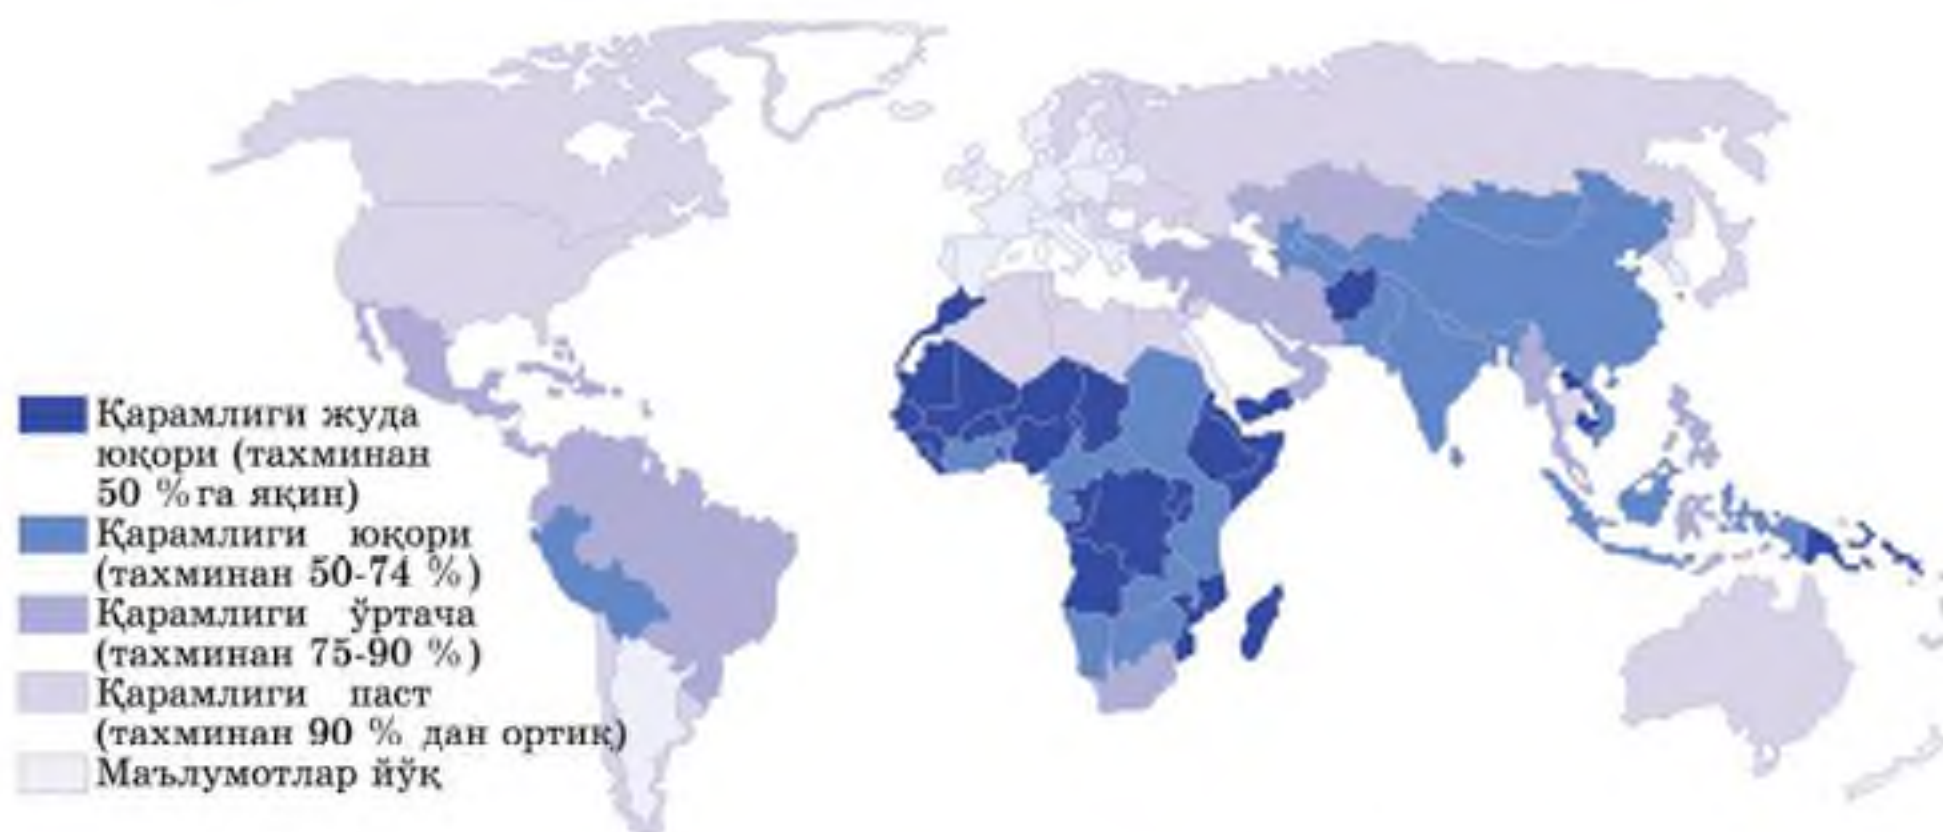 Қарамлиги жуда
юқори (тахминан
50 % га яқин)
Қарамлиги юқори
(тахминан 50-74 %)
Қарамлиги ўртача
(тахминан 75-90 %)
Қарамлиги паст
(тахминан 90 % дан ортиқ)
Маълумотлар йўқ